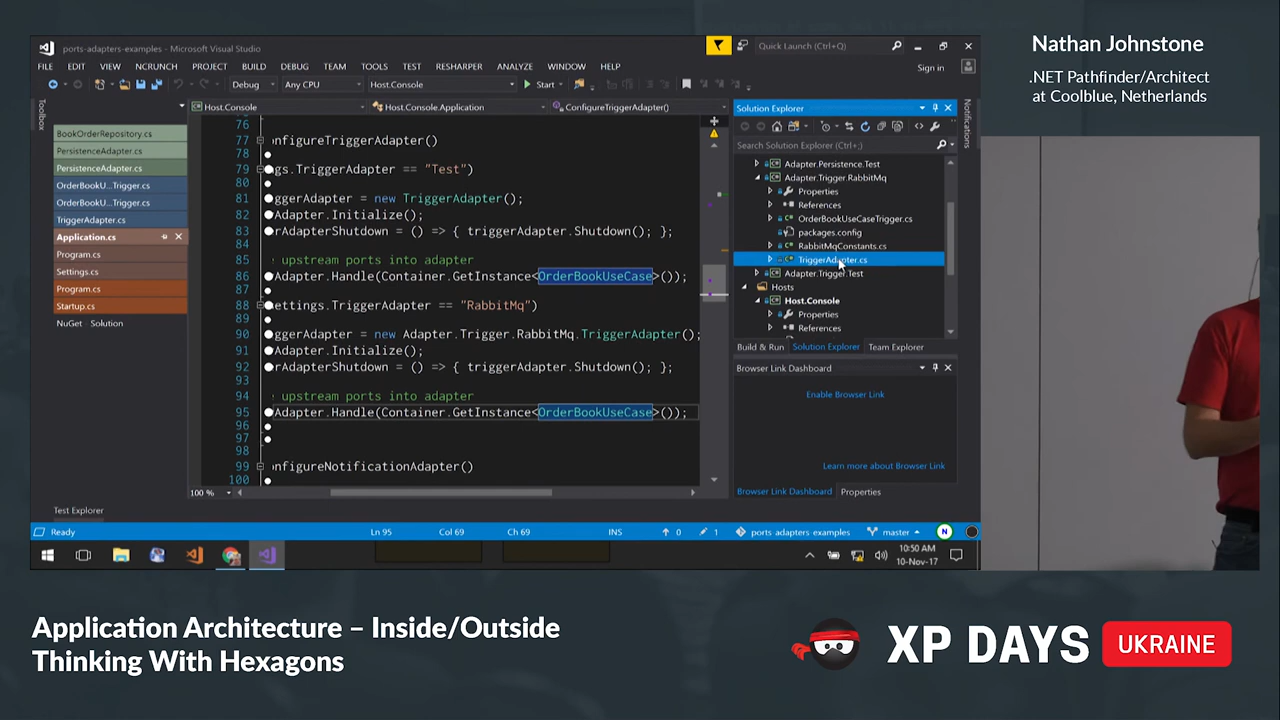 ports-adapters-examples - Microsoft Visual Studio
Quick Launch (Ctrl+Q)
FILE EDIT VIEW NCRUNCH PROJECT BUILD DEBUG TEAM TOOLS TEST RESHARPER ANALYZE WINDOW HELP
Sign in
Debug Any CPU Host.Console Start
Toolbox
BookOrderRepository.cs
PersistenceAdapter.cs
PersistenceAdapter.cs
OrderBookU...Trigger.cs
OrderBookU...Trigger.cs
TriggerAdapter.cs
Application.cs
Program.cs
Settings.cs
Program.cs
Startup.cs
NuGet - Solution
Host.Console Host.Console.Application ConfigureTriggerAdapter()
76
77 onfigureTriggerAdapter()
78
79 gs.TriggerAdapter == "Test")
80
81 ggerAdapter = new TriggerAdapter();
82 Adapter.Initialize();
83 rAdapterShutdown = () => { triggerAdapter.Shutdown(); };
84
85 upstream ports into adapter
86 Adapter.Handle(Container.GetInstance<OrderBookUseCase>());
87
88 ettings.TriggerAdapter == "RabbitMq")
89
90 ggerAdapter = new Adapter.Trigger.RabbitMq.TriggerAdapter();
91 Adapter.Initialize();
92 rAdapterShutdown = () => { triggerAdapter.Shutdown(); };
93
94 upstream ports into adapter
95 Adapter.Handle(Container.GetInstance<OrderBookUseCase>());
96
97
98
99 onfigureNotificationAdapter()
100
100 %
Solution Explorer
Search Solution Explorer (Ctrl+;)
Adapter.Persistence.Test
Adapter.Trigger.RabbitMq
Properties
References
OrderBookUseCaseTrigger.cs
packages.config
RabbitMqConstants.cs
TriggerAdapter.cs
Adapter.Trigger.Test
Hosts
Host.Console
Properties
References
Build & Run Solution Explorer Team Explorer
Browser Link Dashboard
Enable Browser Link
Learn more about Browser Link
Browser Link Dashboard Properties
Notifications
Test Explorer
Ready Ln 95 Col 69 Ch 69 INS 0 1 ports-adapters-examples master N
10:50 AM
10-Nov-17
Nathan Johnstone
.NET Pathfinder/Architect
at Coolblue, Netherlands
Application Architecture – Inside/Outside
Thinking With Hexagons
XP DAYS UKRAINE